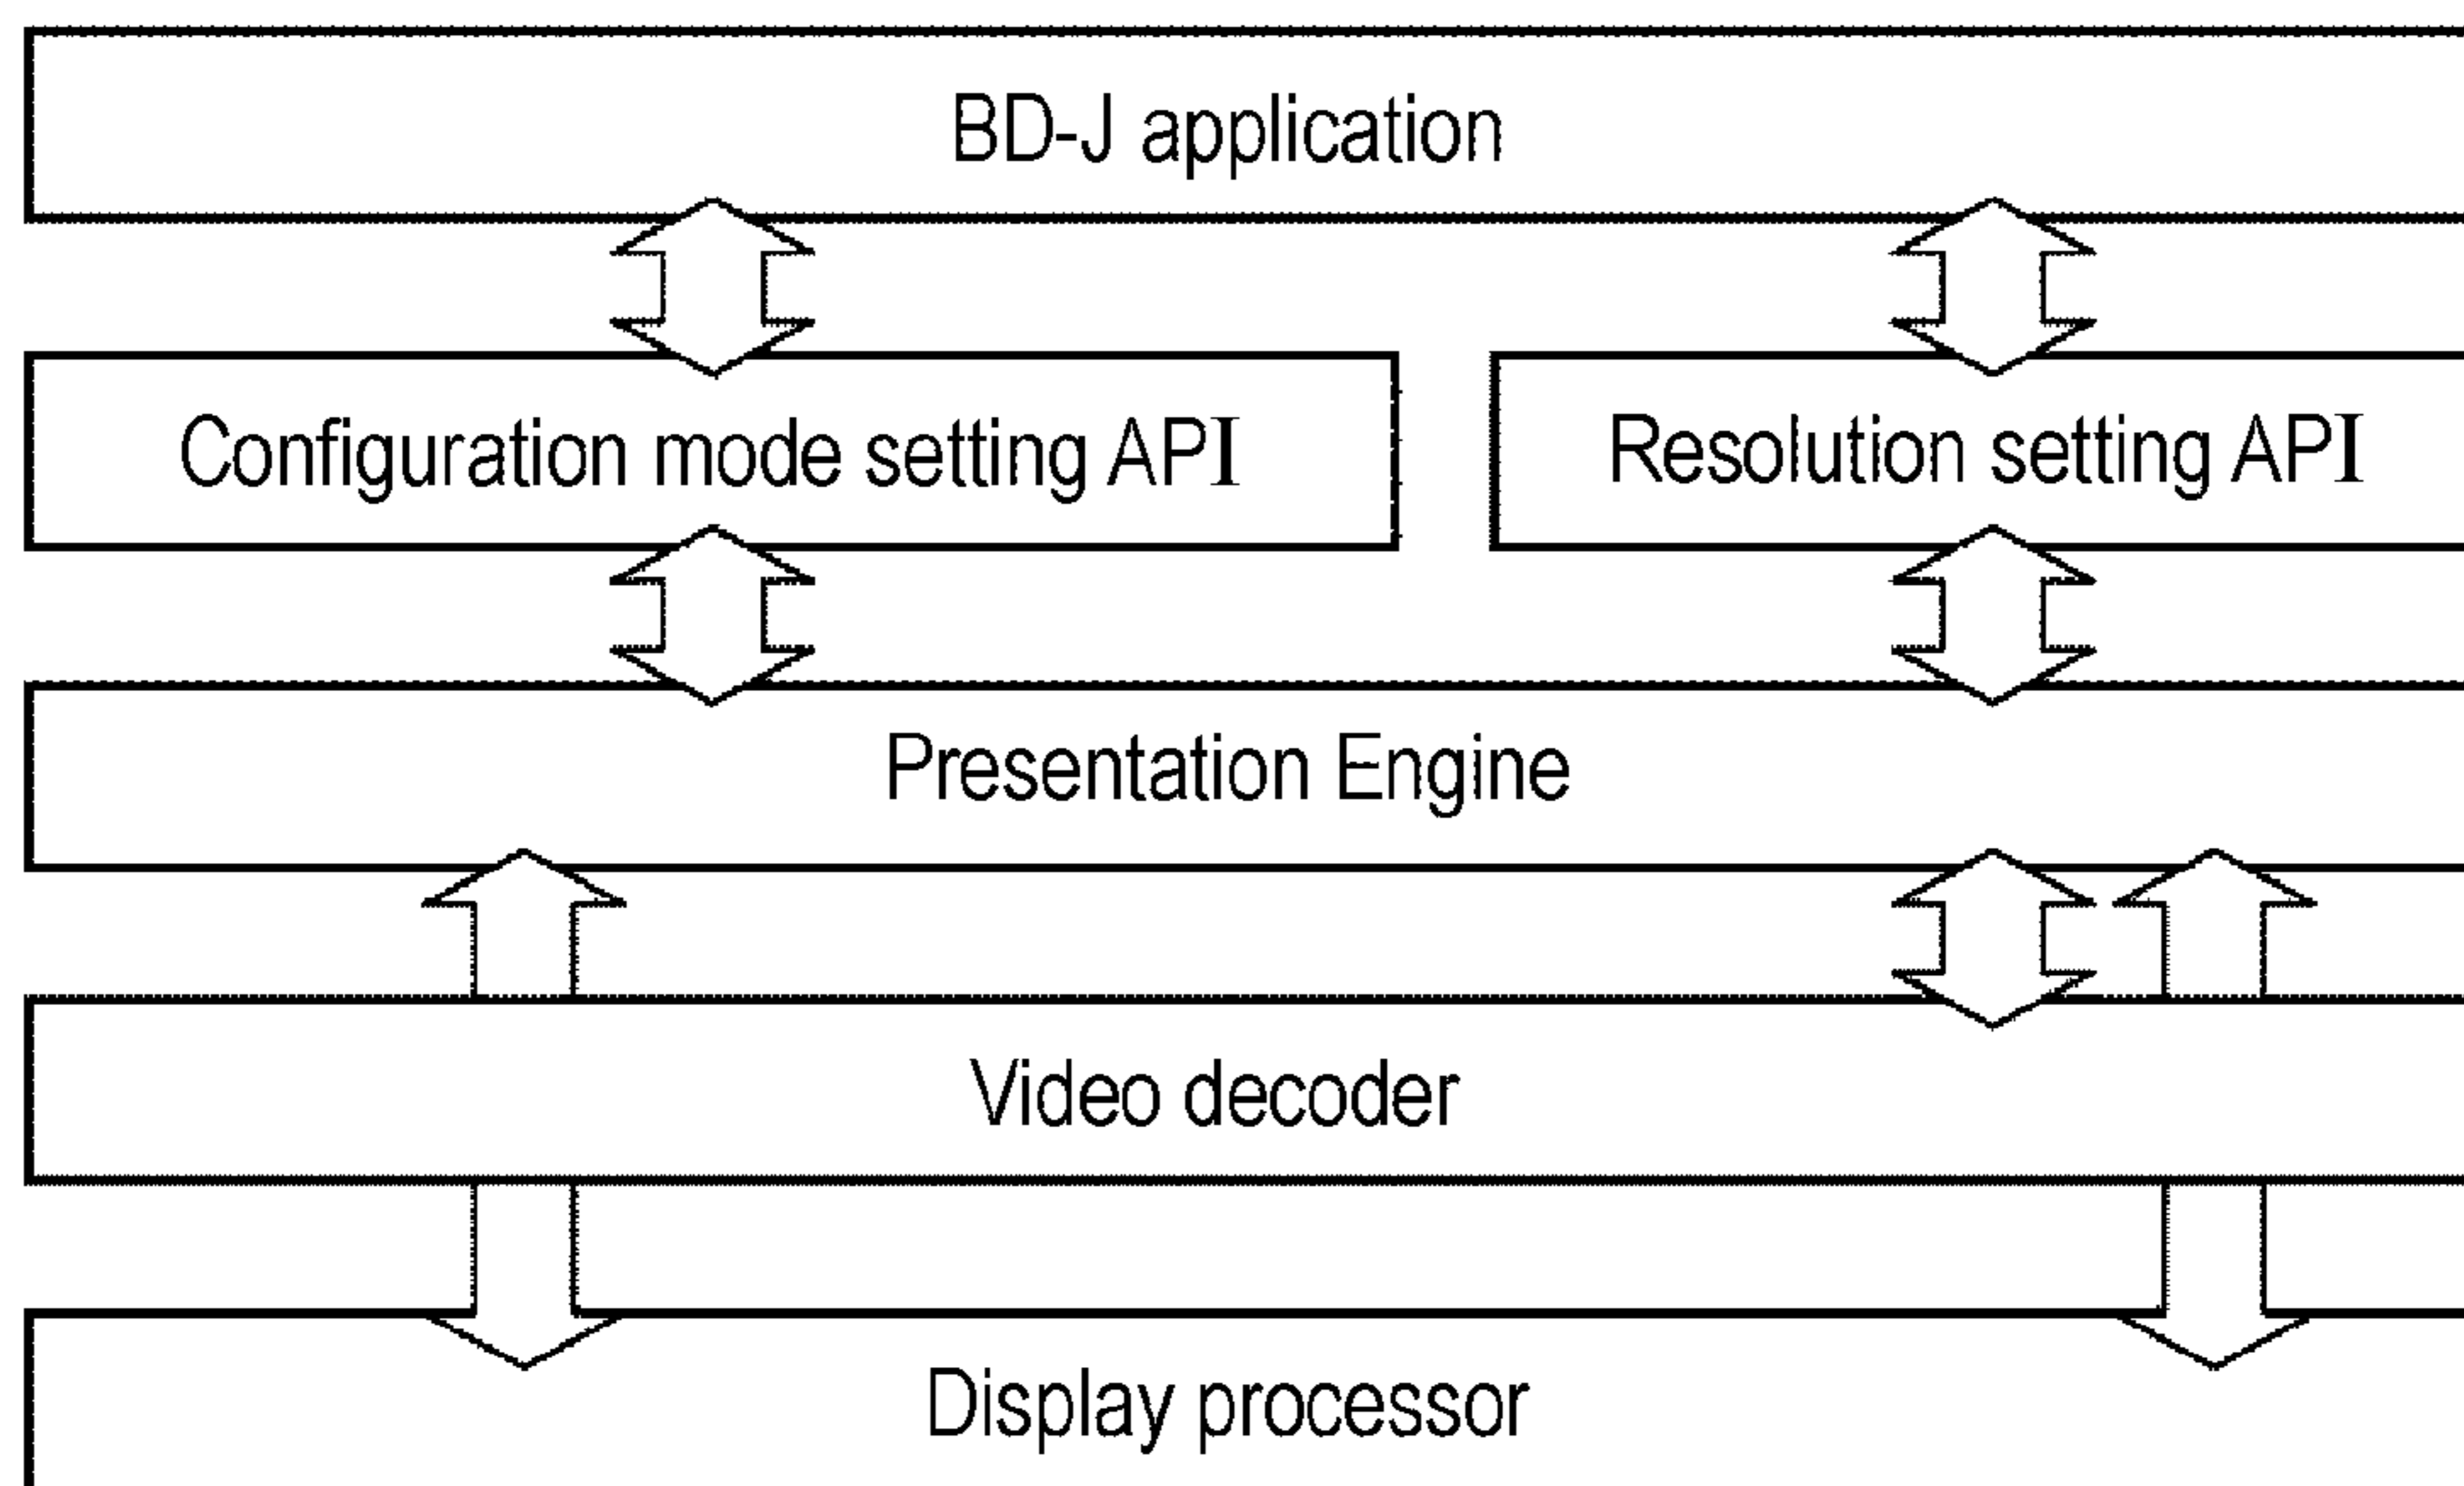 BD-J application
Configuration mode setting API
Resolution setting API
Presentation Engine
Video decoder
Display processor